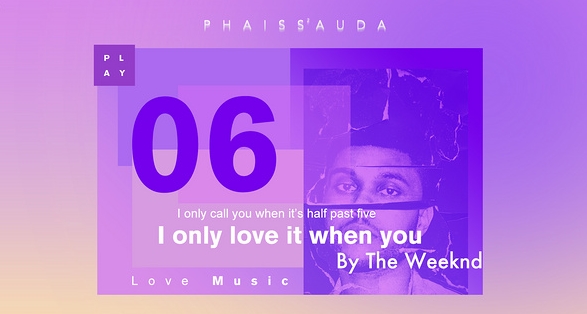 PHAISS'AUDA
PL
AY
06
I only call you when it's half past five
I only love it when you
By The Weeknd
Love Music